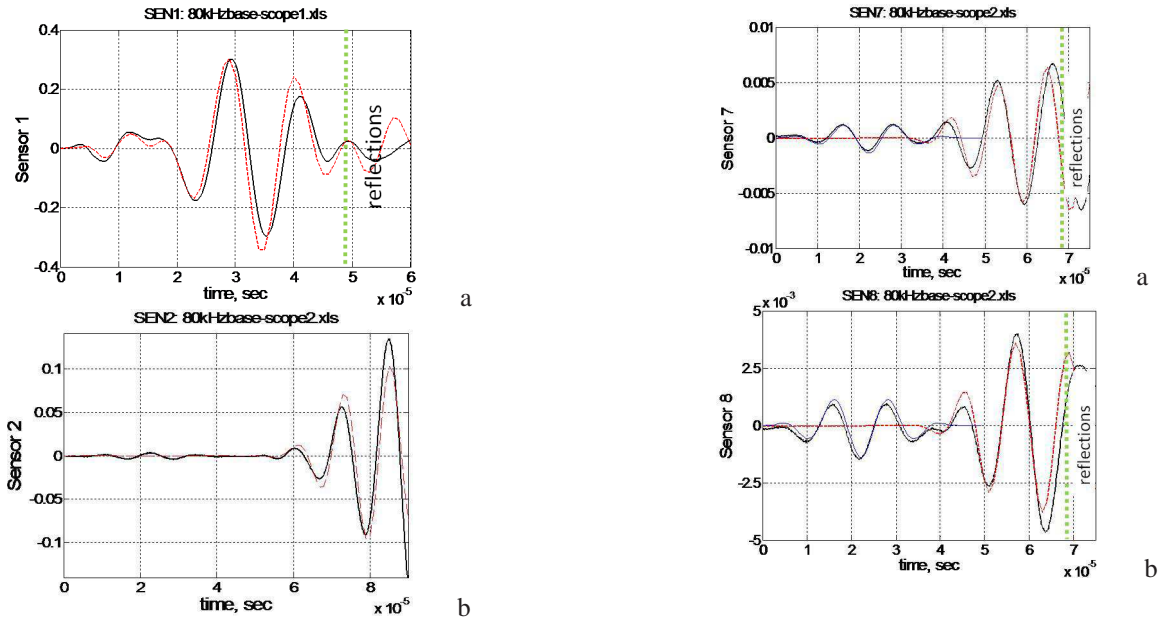 SEN1: 80kHzbase-scope1.xls
0.4
0.2
0
-0.2
-0.4
Sensor 1
reflections
0 1 2 3 4 5 6
time, sec
x 10^-5
a
SEN2: 80kHzbase-scope2.xls
0.1
0.05
0
-0.05
-0.1
Sensor 2
0 2 4 6 8
time, sec
x 10^-5
b
SEN7: 80kHzbase-scope2.xls
0.01
0.005
0
-0.005
-0.01
Sensor 7
reflections
0 1 2 3 4 5 6 7
time, sec
x 10^-5
a
x 10^-3
SEN8: 80kHzbase-scope2.xls
5
2.5
0
-2.5
-5
Sensor 8
reflections
0 1 2 3 4 5 6 7
time, sec
x 10^-5
b